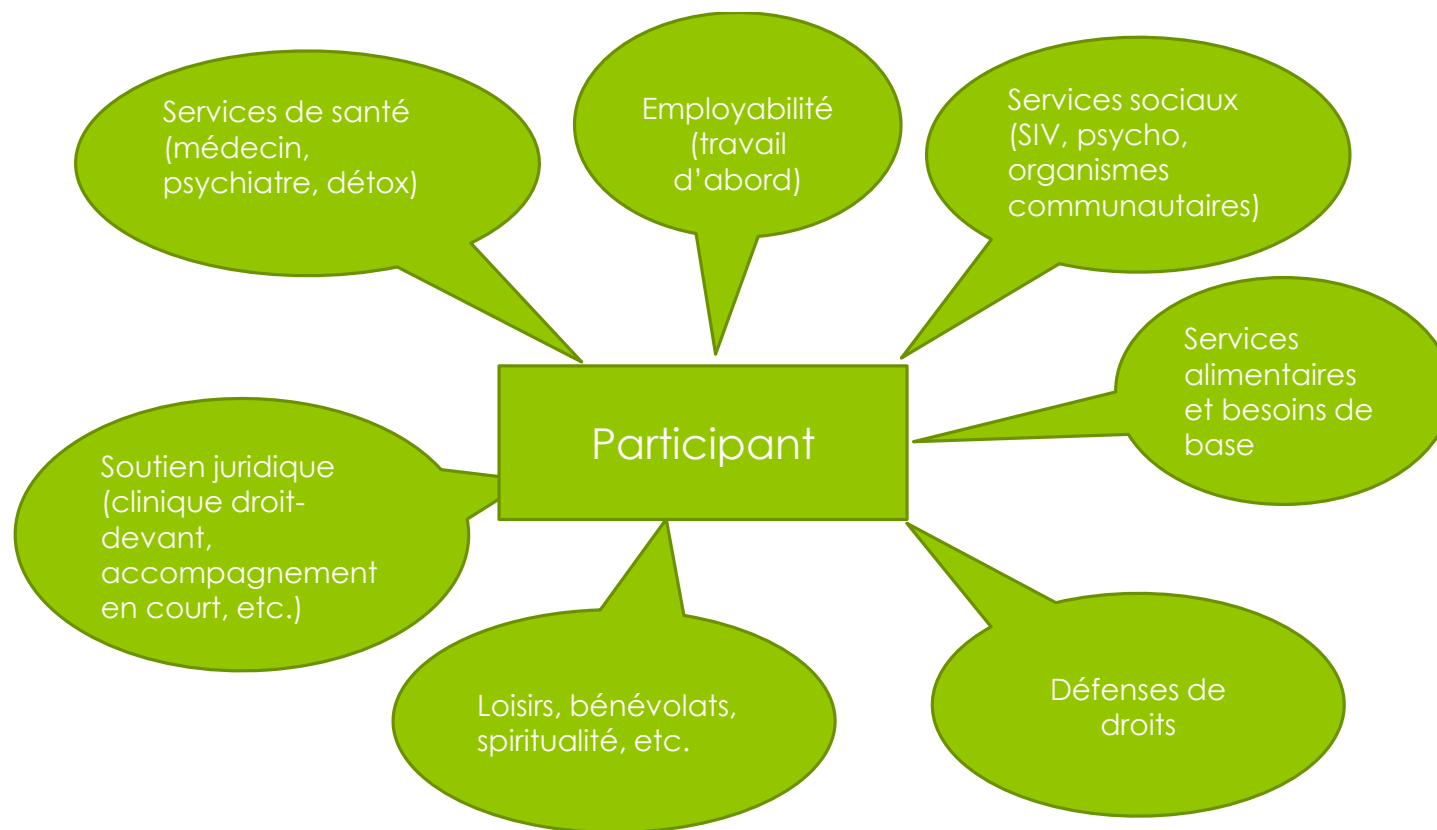 Services de santé
(médecin,
psychiatre, détox)
Employabilité
(travail
d’abord)
Services sociaux
(SIV, psycho,
organismes
communautaires)
Services
alimentaires
et besoins de
base
Participant
Soutien juridique
(clinique droit-
devant,
accompagnement
en court, etc.)
Loisirs, bénévolats,
spiritualité, etc.
Défenses de
droits